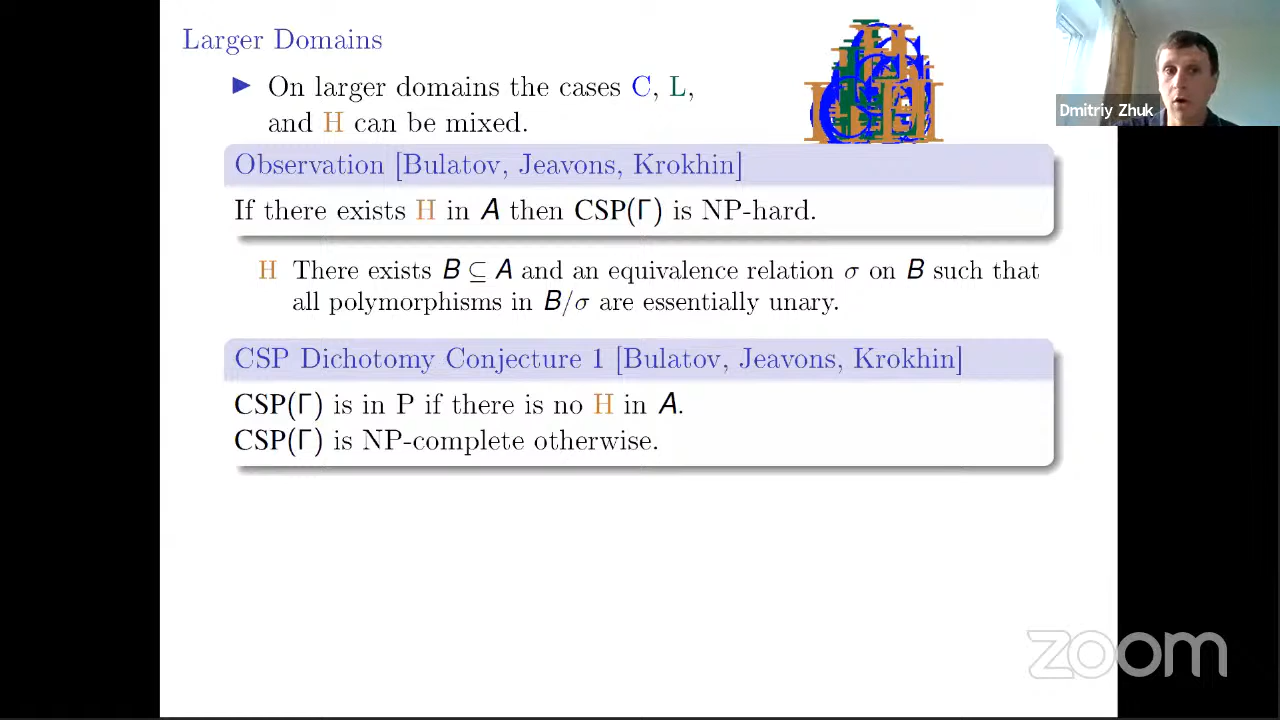 Larger Domains
▶ On larger domains the cases C, L,
and H can be mixed.
Dmitriy Zhuk
Observation [Bulatov, Jeavons, Krokhin]
If there exists H in A then CSP(Γ) is NP-hard.
H There exists B ⊆ A and an equivalence relation σ on B such that
all polymorphisms in B/σ are essentially unary.
CSP Dichotomy Conjecture 1 [Bulatov, Jeavons, Krokhin]
CSP(Γ) is in P if there is no H in A.
CSP(Γ) is NP-complete otherwise.
zoom